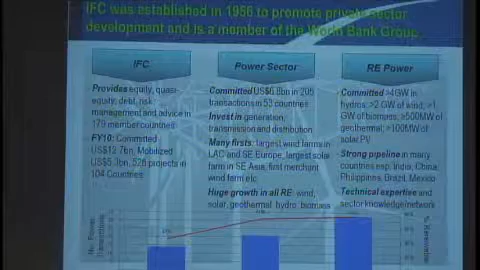 IFC was established in 1956 to promote private sector
development and is a member of the World Bank Group.
IFC
Provides equity, quasi-
equity, debt, risk
management and advice in
179 member countries
FY10: Committed
US$12.7bn, Mobilized
US$5.3bn, 528 projects in
104 Countries
Power Sector
Committed US$6.8bn in 205
transactions in 53 countries
Invest in generation,
transmission and distribution
Many firsts: largest wind farms in
LAC and SE Europe, largest solar
farm in SE Asia, first merchant
wind farm etc
Huge growth in all RE: wind,
solar, geothermal, hydro, biomass
RE Power
Committed >4GW in
hydro, >2 GW of wind, >1
GW of biomass, ≥500MW of
geothermal; >100MW of
solar PV
Strong pipeline in many
countries esp. India, China,
Philippines, Brazil, Mexico
Technical expertise and
sector knowledge/network
No. Power
Transactions
% Renewable